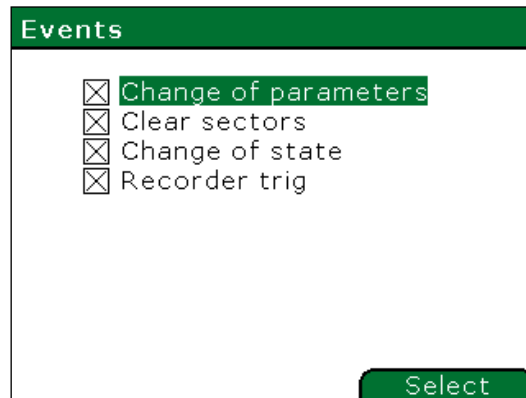 Events
Change of parameters
Clear sectors
Change of state
Recorder trig
Select